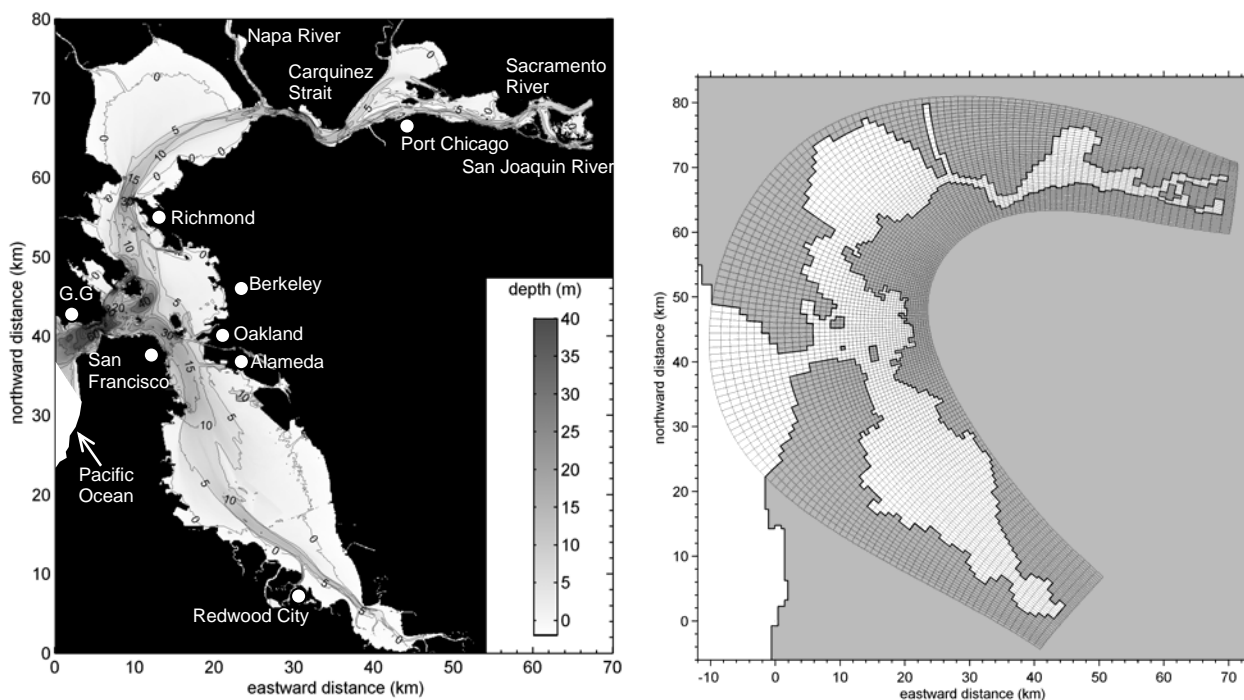 80
70
60
50
40
30
20
10
0
northward distance (km)
0
10
20
30
40
50
60
70
eastward distance (km)
Napa River
Carquinez
Strait
Sacramento
River
Port Chicago
San Joaquin River
Richmond
Berkeley
G.G
Oakland
San
Francisco
Alameda
Pacific
Ocean
Redwood City
depth (m)
40
35
30
25
20
15
10
5
0
80
70
60
50
40
30
20
10
0
northward distance (km)
-10
0
10
20
30
40
50
60
70
eastward distance (km)